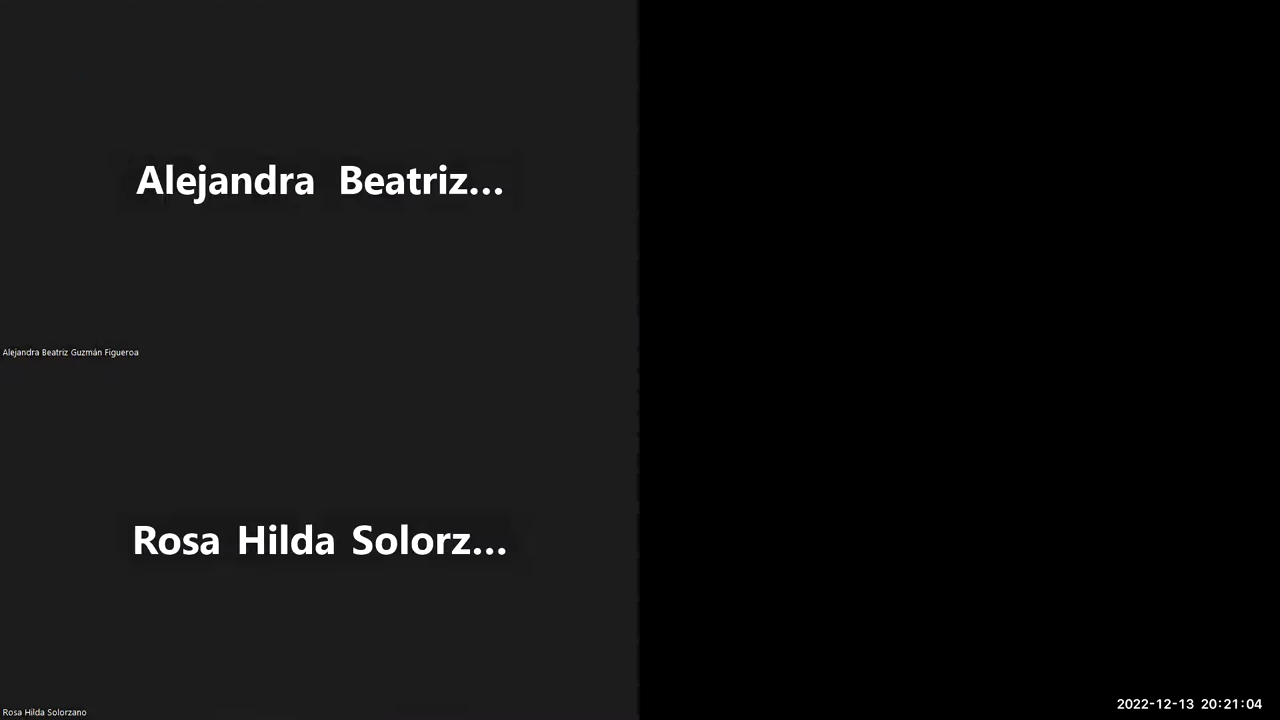 Alejandra Beatriz...
Alejandra Beatriz Guzmán Figueroa
Rosa Hilda Solorz...
Rosa Hilda Solorzano
2022-12-13 20:21:04